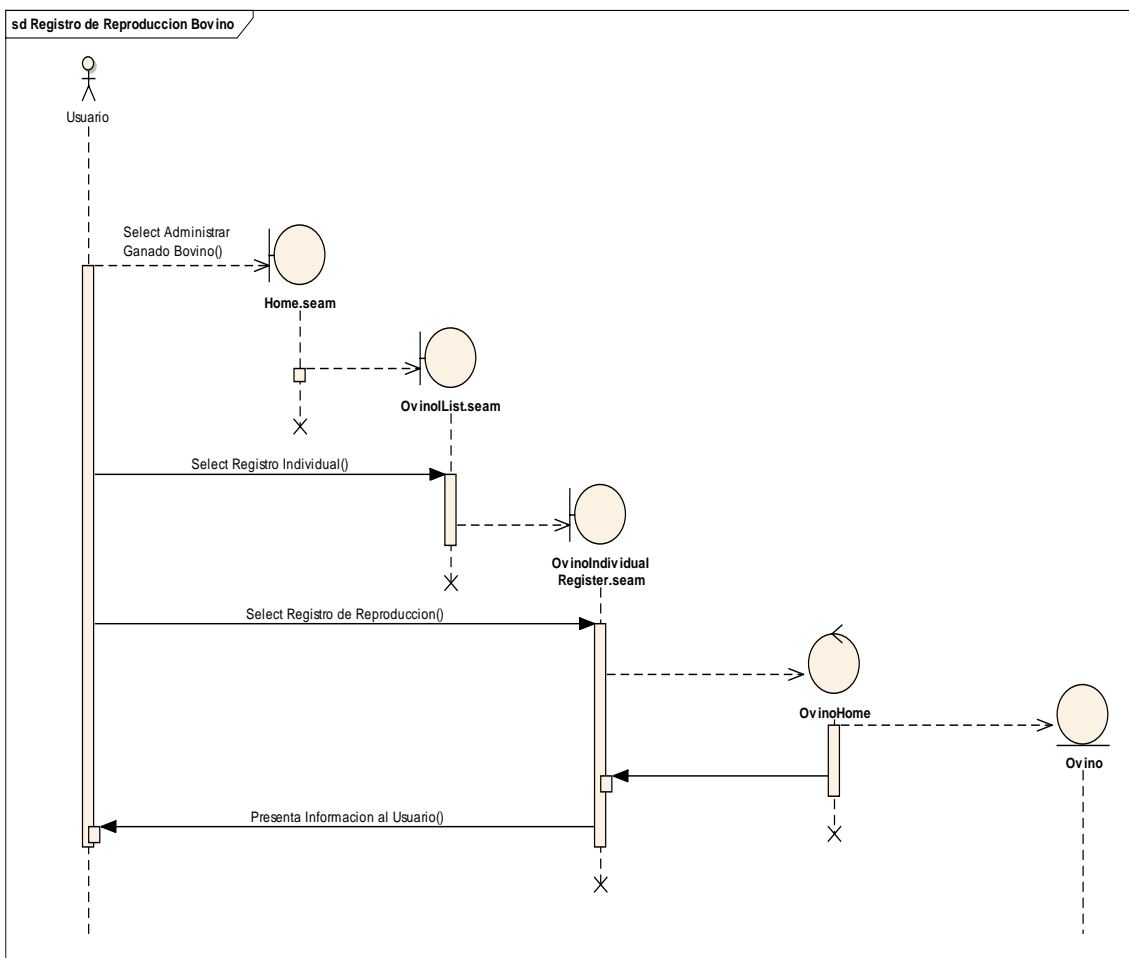 sd Registro de Reproduccion Bovino
Usuario
Select Administrar
Ganado Bovino()
Home.seam
OvinolList.seam
Select Registro Individual()
OvinoIndividual
Register.seam
Select Registro de Reproduccion()
OvinoHome
Ovino
Presenta Informacion al Usuario()